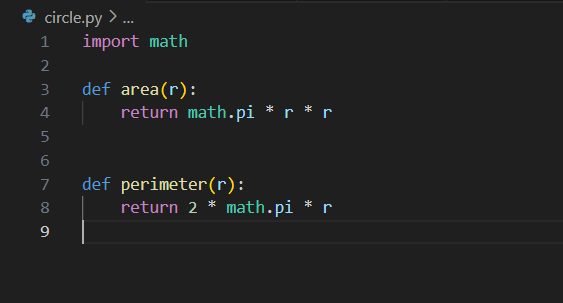 circle.py > ...
1 import math
2
3 def area(r):
4     return math.pi * r * r
5
6
7 def perimeter(r):
8     return 2 * math.pi * r
9